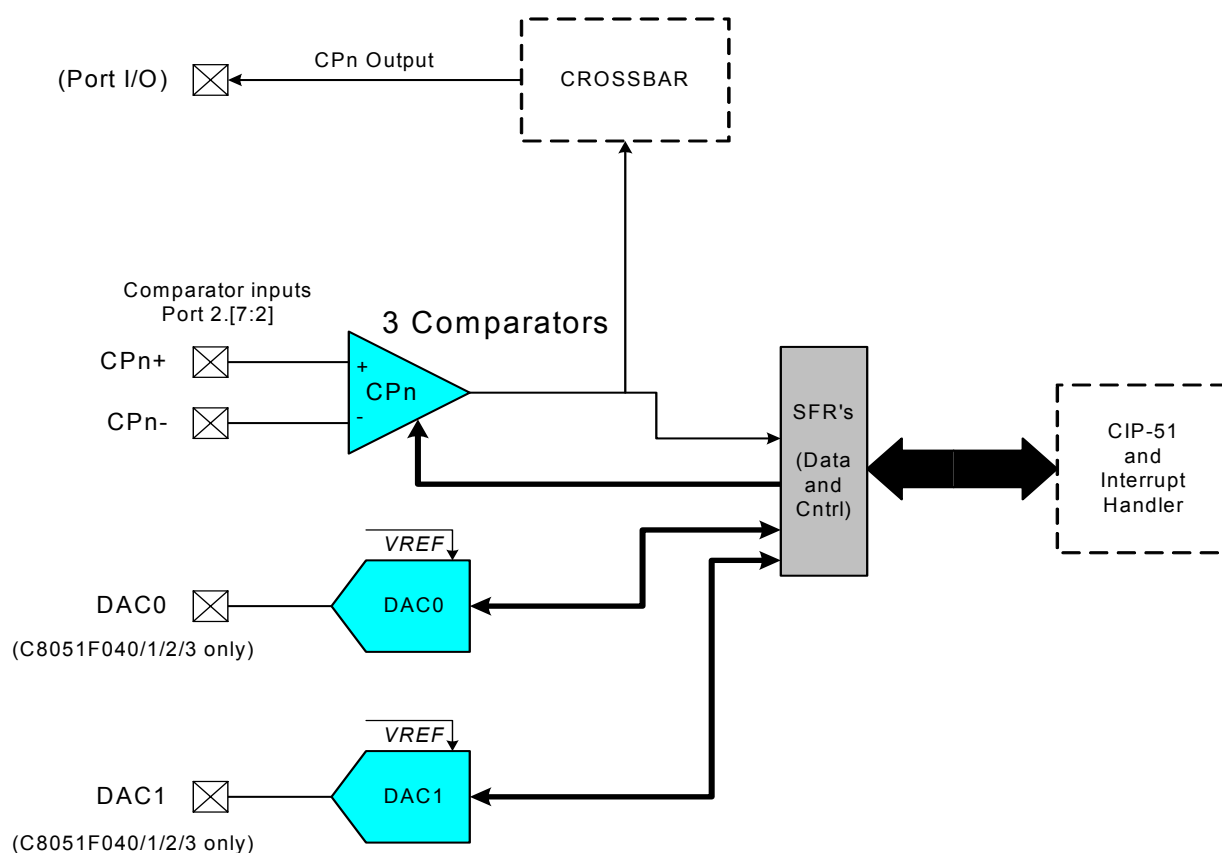 (Port I/O)
CPn Output
CROSSBAR
Comparator inputs
Port 2.[7:2]
3 Comparators
CPn+
+
CPn
CPn-
-
SFR's
(Data
and
Cntrl)
CIP-51
and
Interrupt
Handler
VREF
DAC0
DAC0
(C8051F040/1/2/3 only)
VREF
DAC1
DAC1
(C8051F040/1/2/3 only)